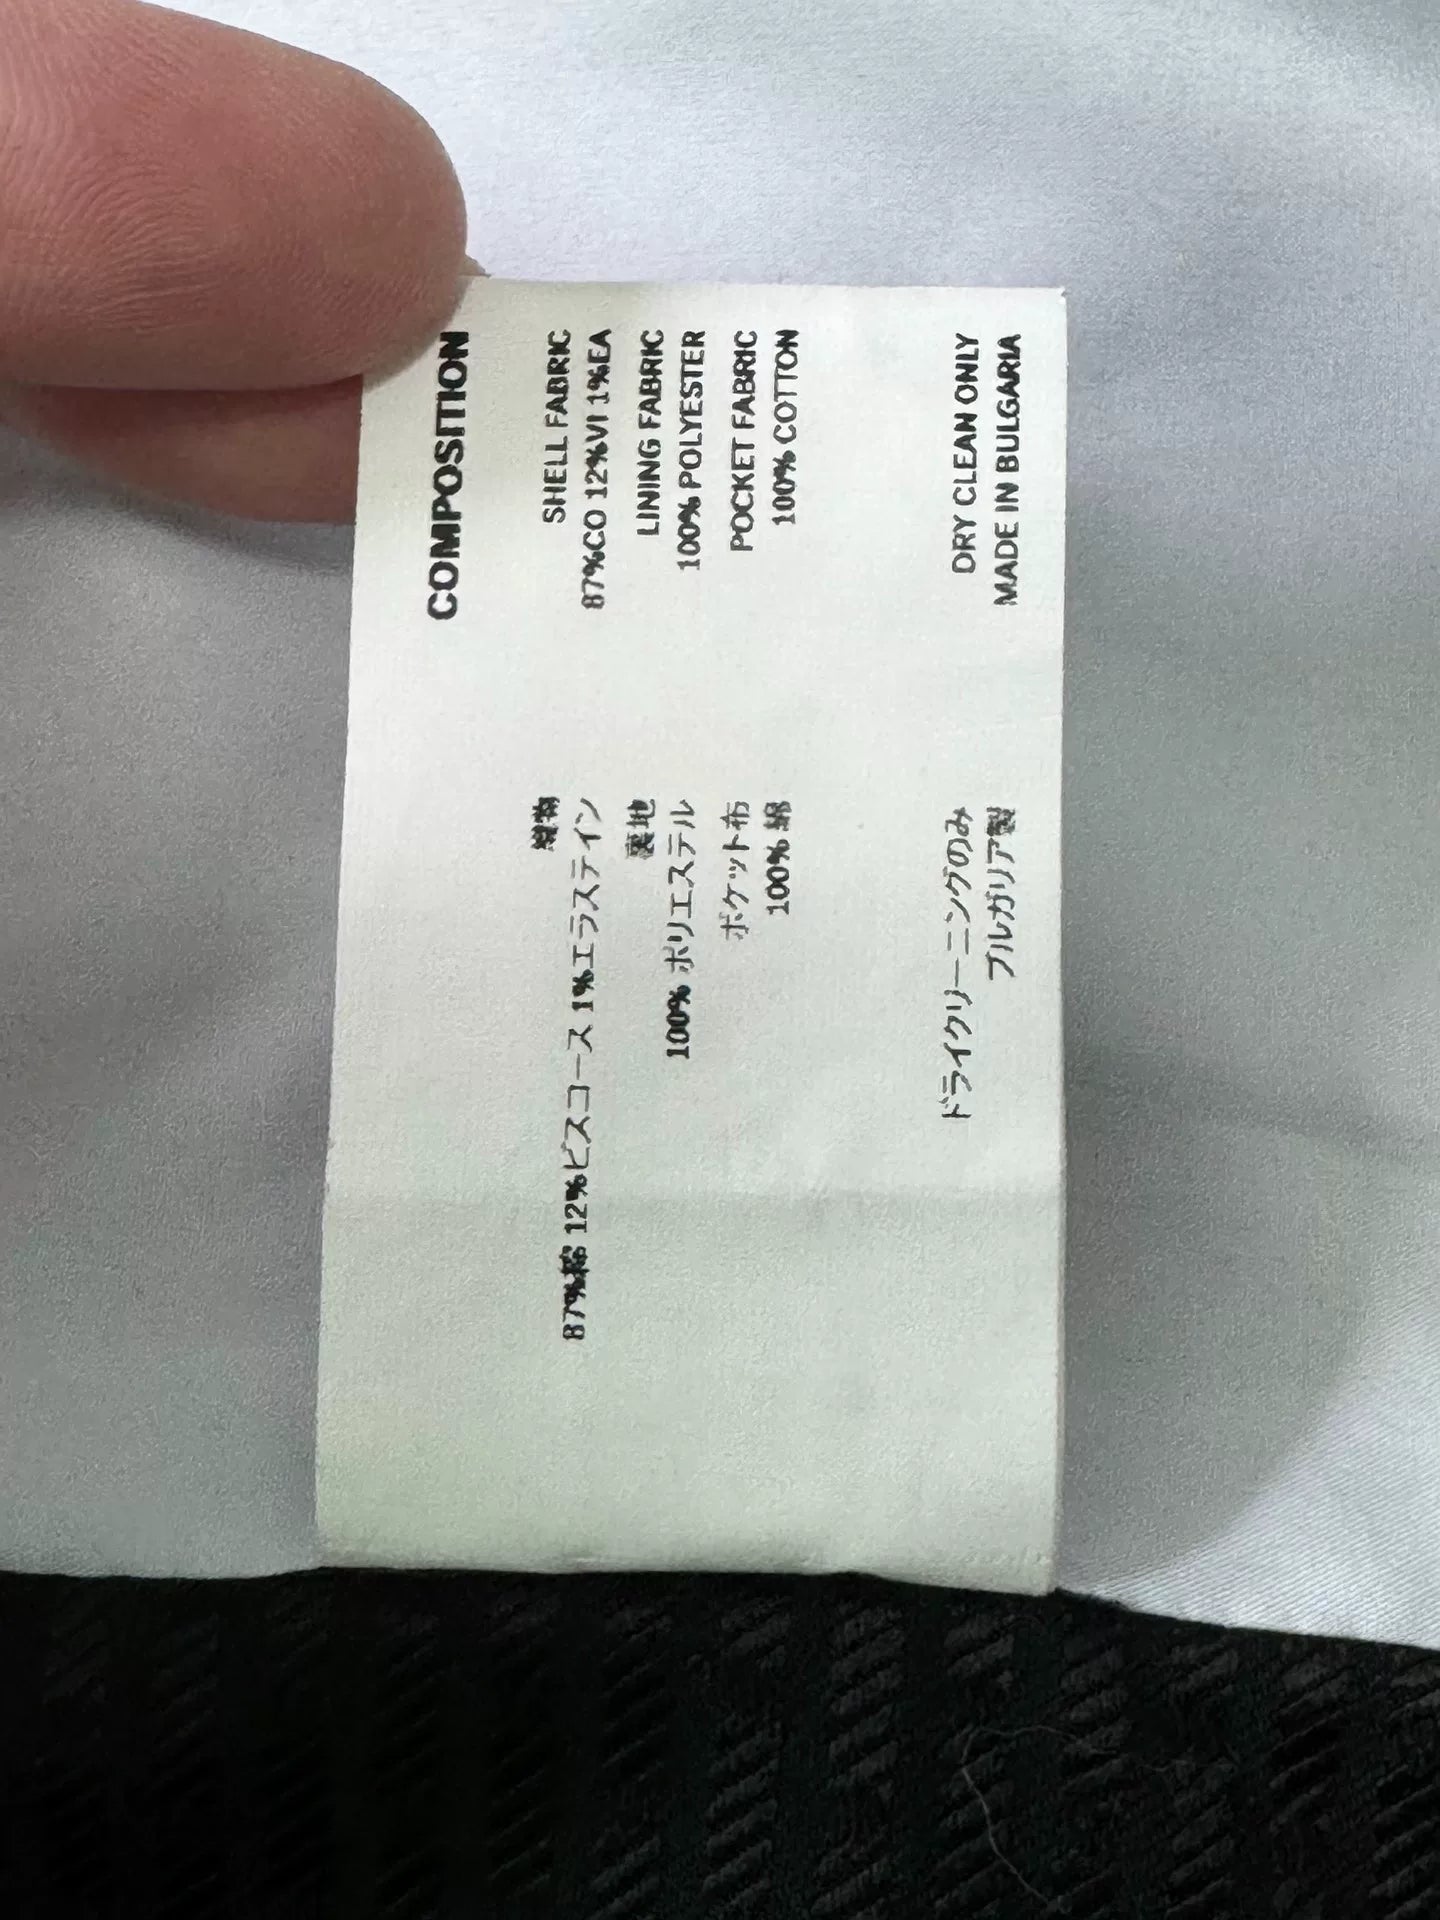 COMPOSITION
SHELL FABRIC
87%CO 12%VI 1%EA
LINING FABRIC
100% POLYESTER
POCKET FABRIC
100% COTTON
DRY CLEAN ONLY
MADE IN BULGARIA
織物
87%綿 12%ビスコース 1%エラステイン
裏地
100% ポリエステル
ポケット布
100% 綿
ドライクリーニングのみ
ブルガリア製